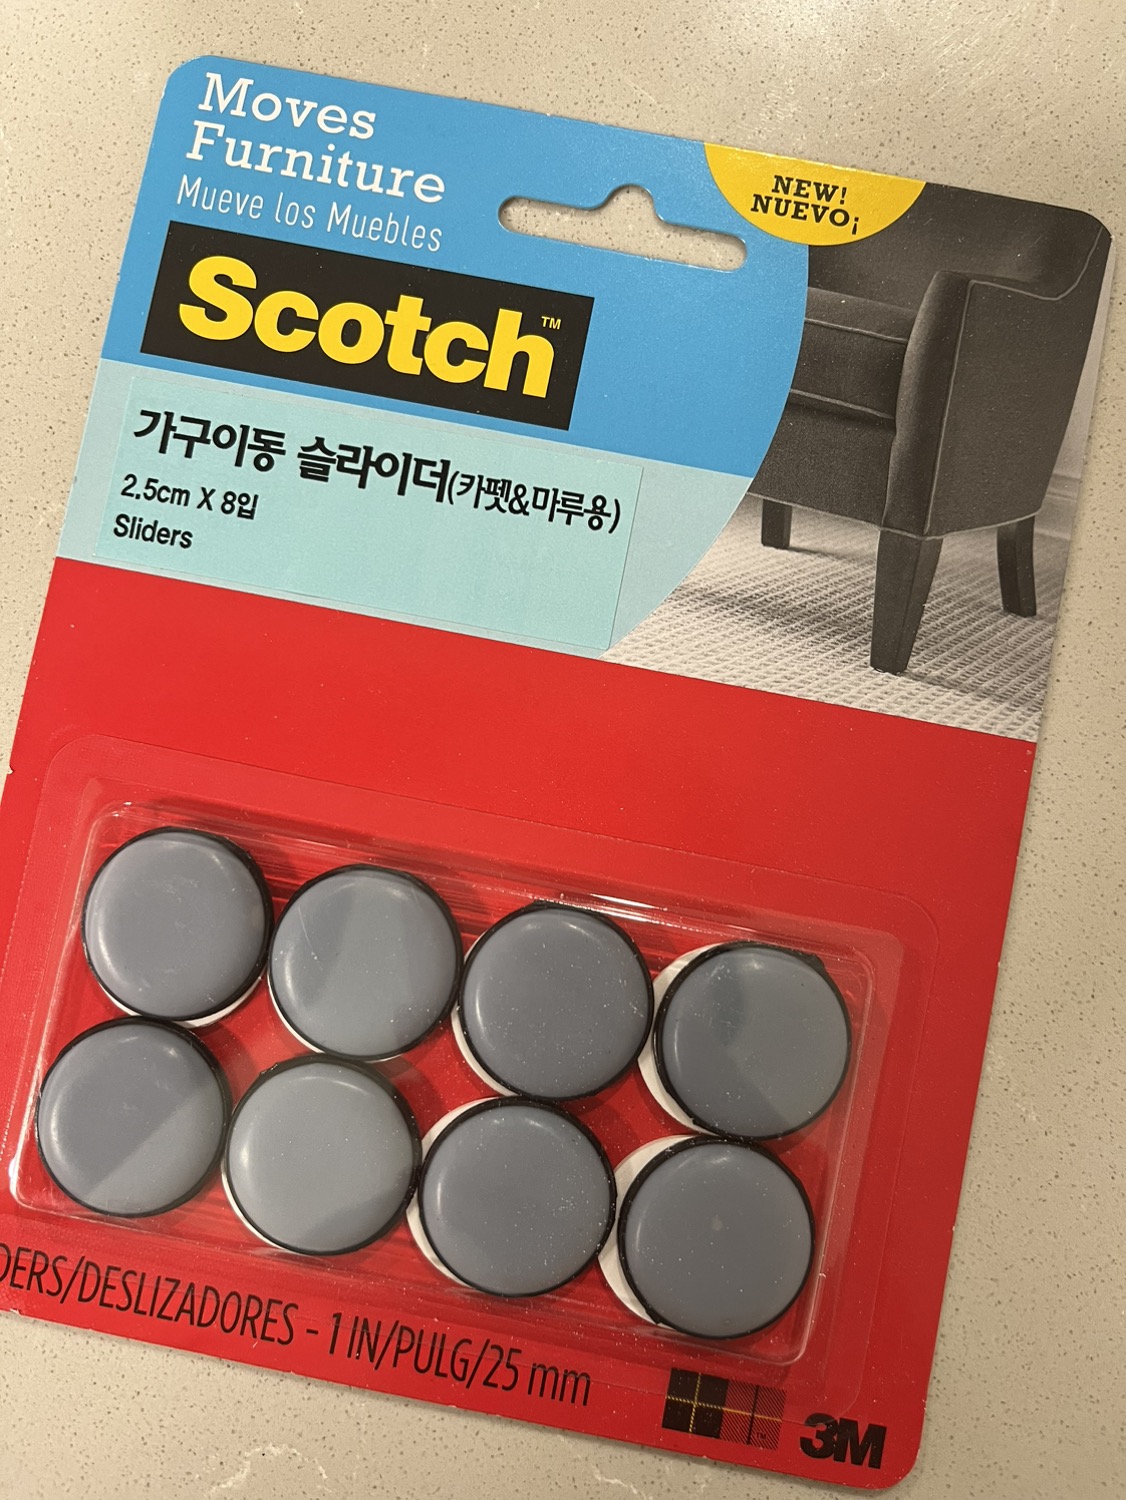 Moves
Furniture
Mueve los Muebles
NEW!
NUEVO¡
Scotch™
가구이동 슬라이더(카펫&마루용)
2.5cm X 8입
Sliders
DERS/DESLIZADORES - 1 IN/PULG/25 mm
3M